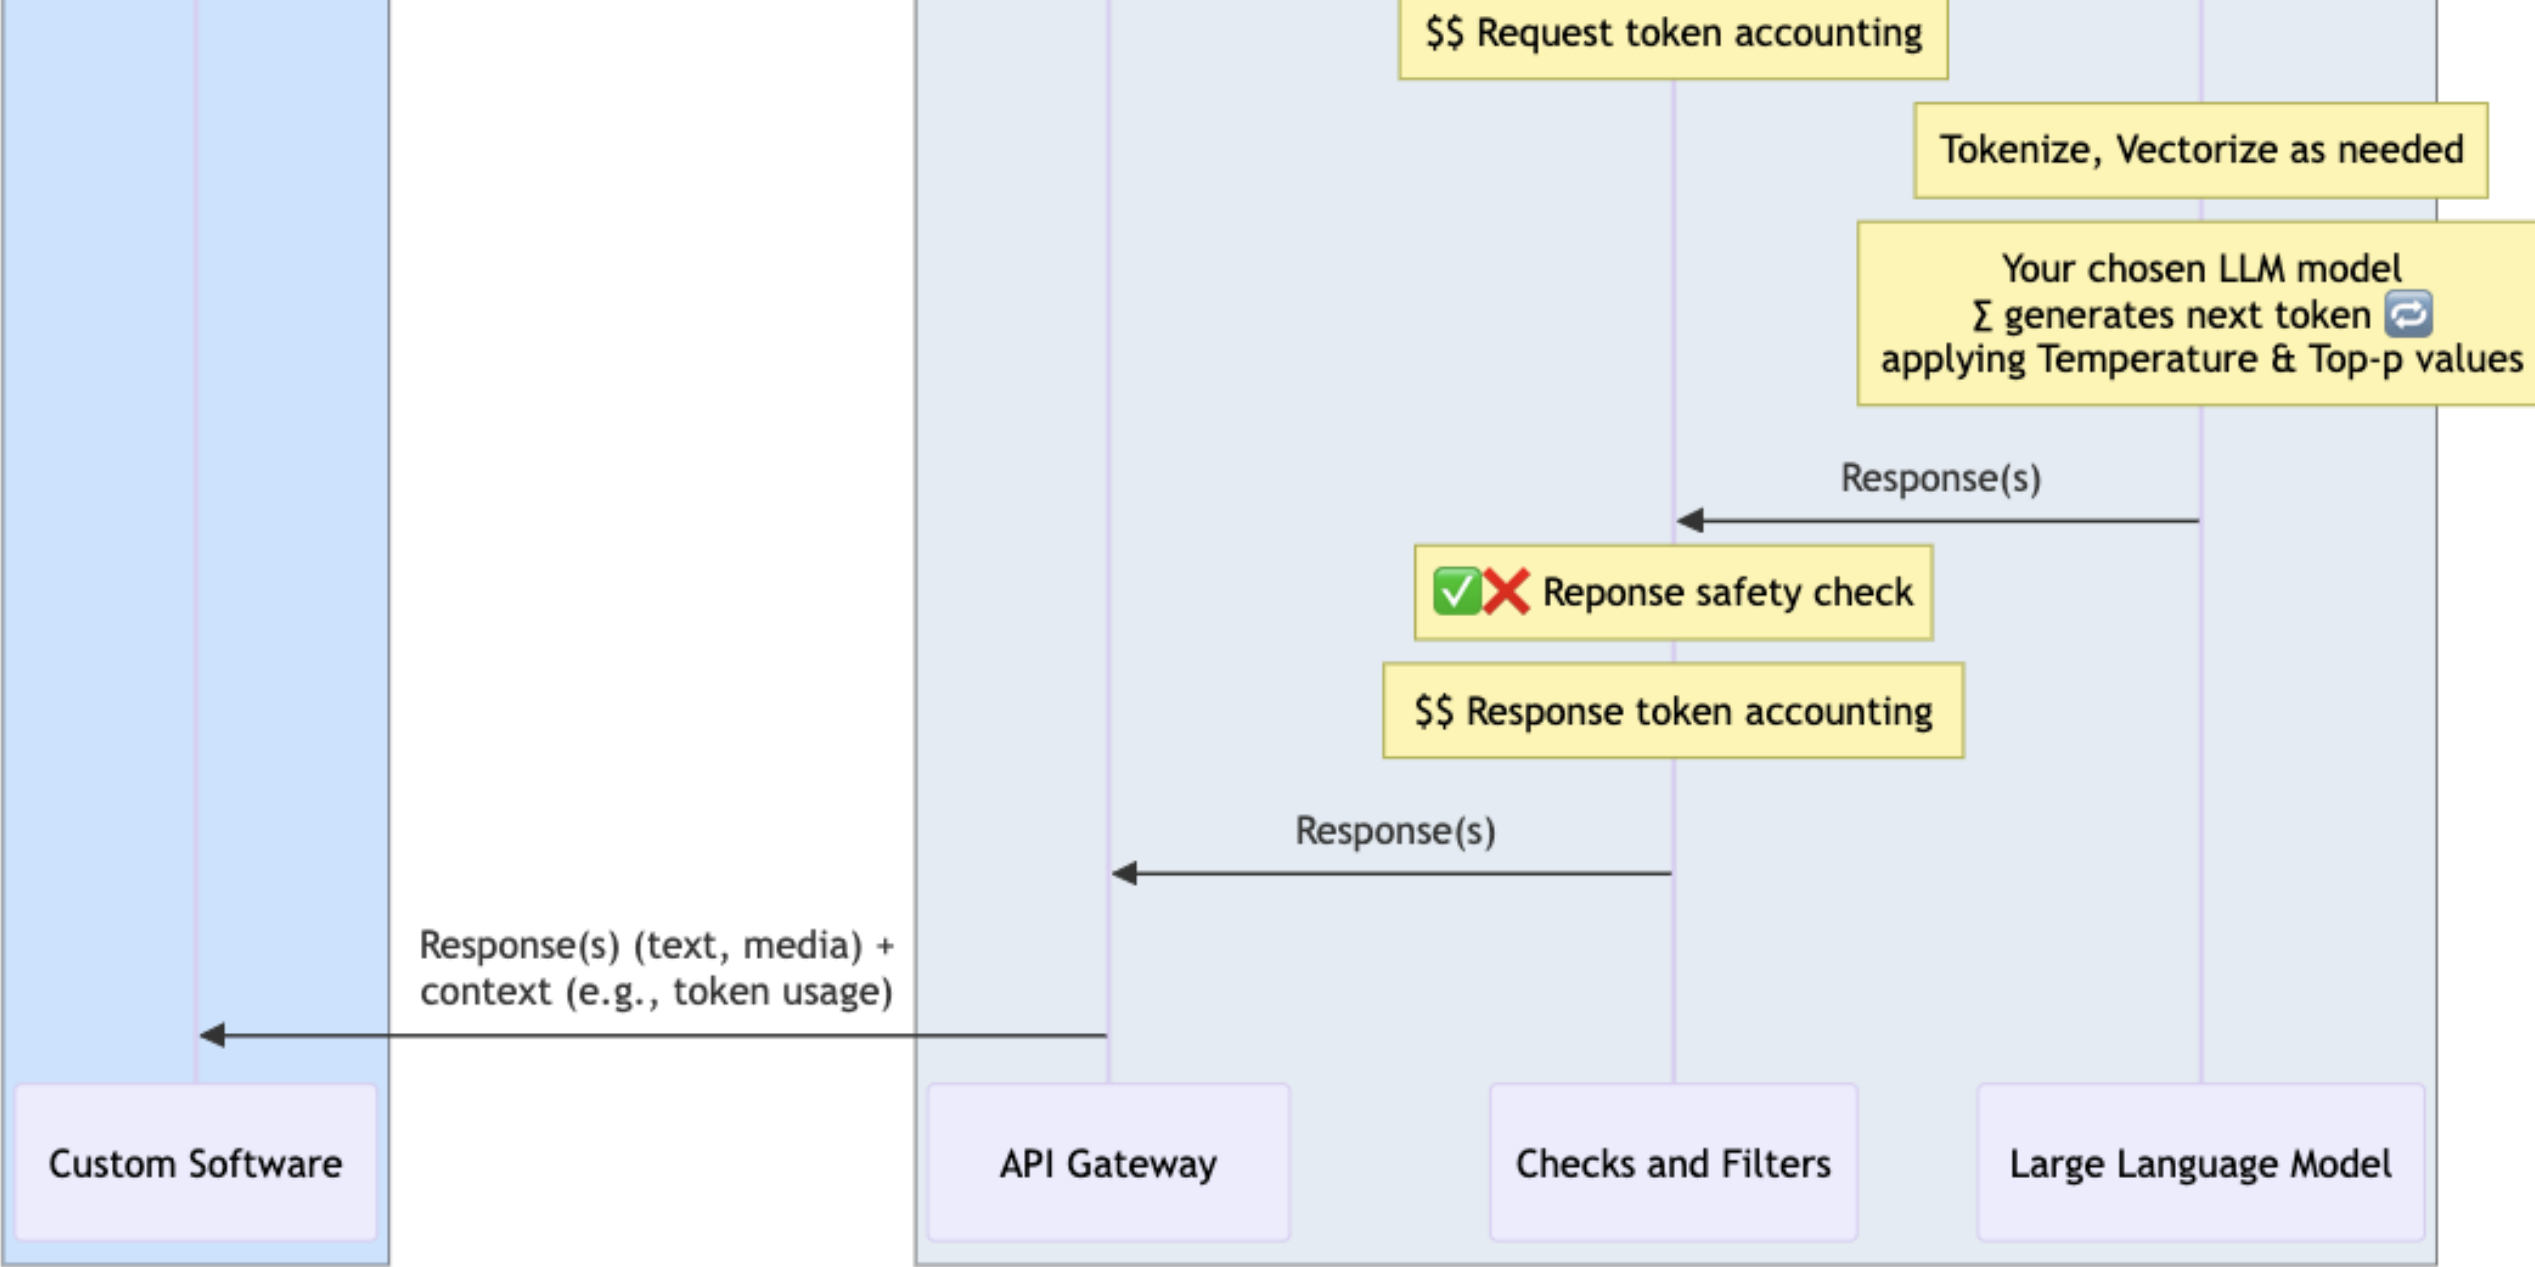 $$ Request token accounting
Tokenize, Vectorize as needed
Your chosen LLM model
Σ generates next token 🔁
applying Temperature & Top-p values
Response(s)
✅❌ Reponse safety check
$$ Response token accounting
Response(s)
Response(s) (text, media) +
context (e.g., token usage)
Custom Software
API Gateway
Checks and Filters
Large Language Model